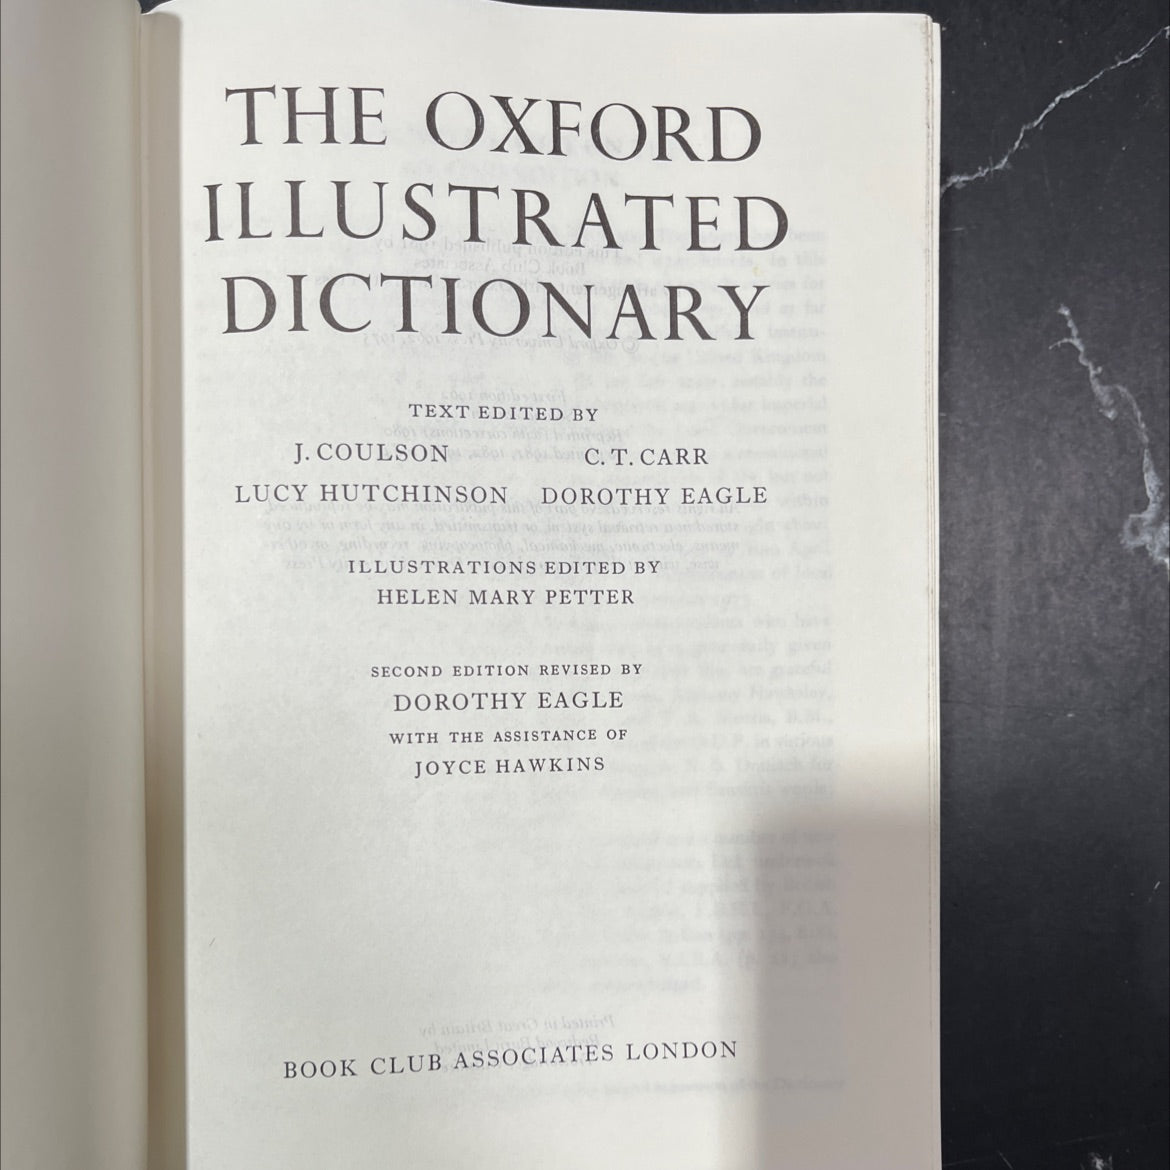 THE OXFORD
ILLUSTRATED
DICTIONARY
TEXT EDITED BY
J. COULSON C. T. CARR
LUCY HUTCHINSON DOROTHY EAGLE
ILLUSTRATIONS EDITED BY
HELEN MARY PETTER
SECOND EDITION REVISED BY
DOROTHY EAGLE
WITH THE ASSISTANCE OF
JOYCE HAWKINS
BOOK CLUB ASSOCIATES LONDON